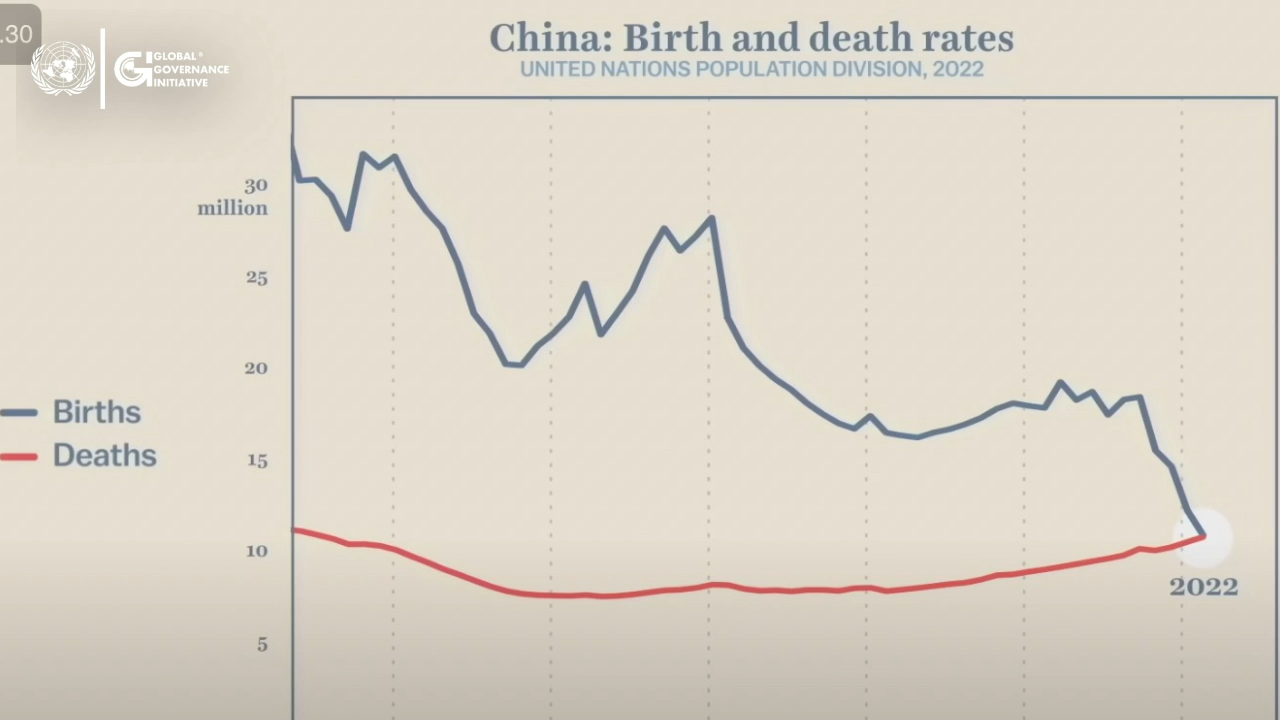 .30
GLOBAL®
GOVERNANCE
INITIATIVE
China: Birth and death rates
UNITED NATIONS POPULATION DIVISION, 2022
30
million
25
20
Births
Deaths
15
10
2022
5